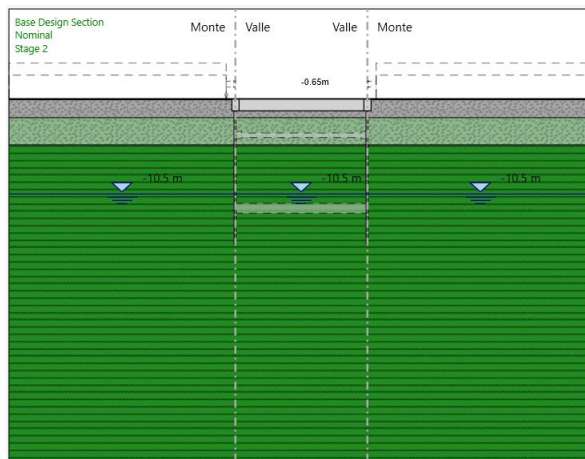 Base Design Section
Nominal
Stage 2
Monte Valle Valle Monte
-0.65m
-10.5 m -10.5 m -10.5 m